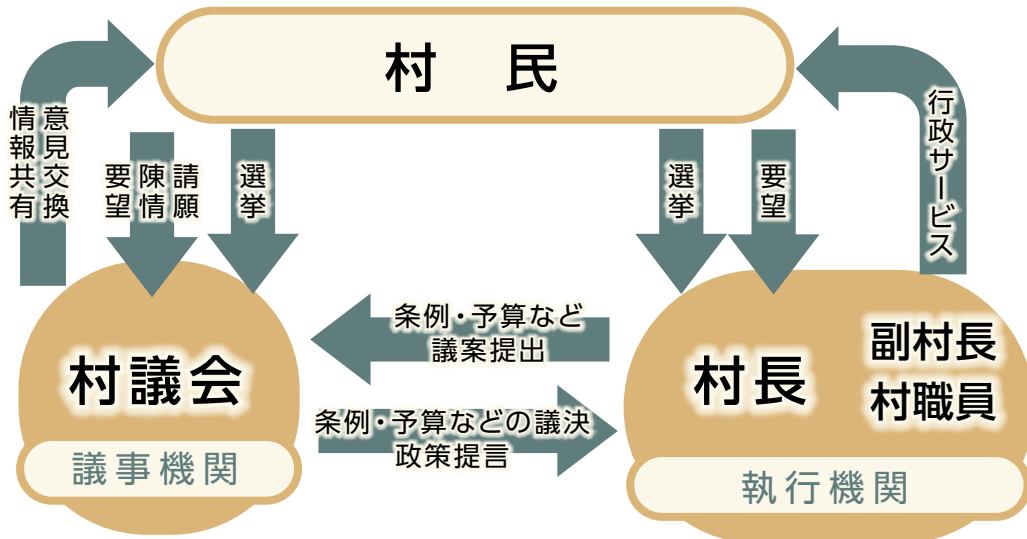 村　民
意見交換
情報共有
請願
陳情
要望
選挙
選挙
要望
行政サービス
条例・予算など
議案提出
条例・予算などの議決
政策提言
村議会
議事機関
村長
副村長
村職員
執行機関